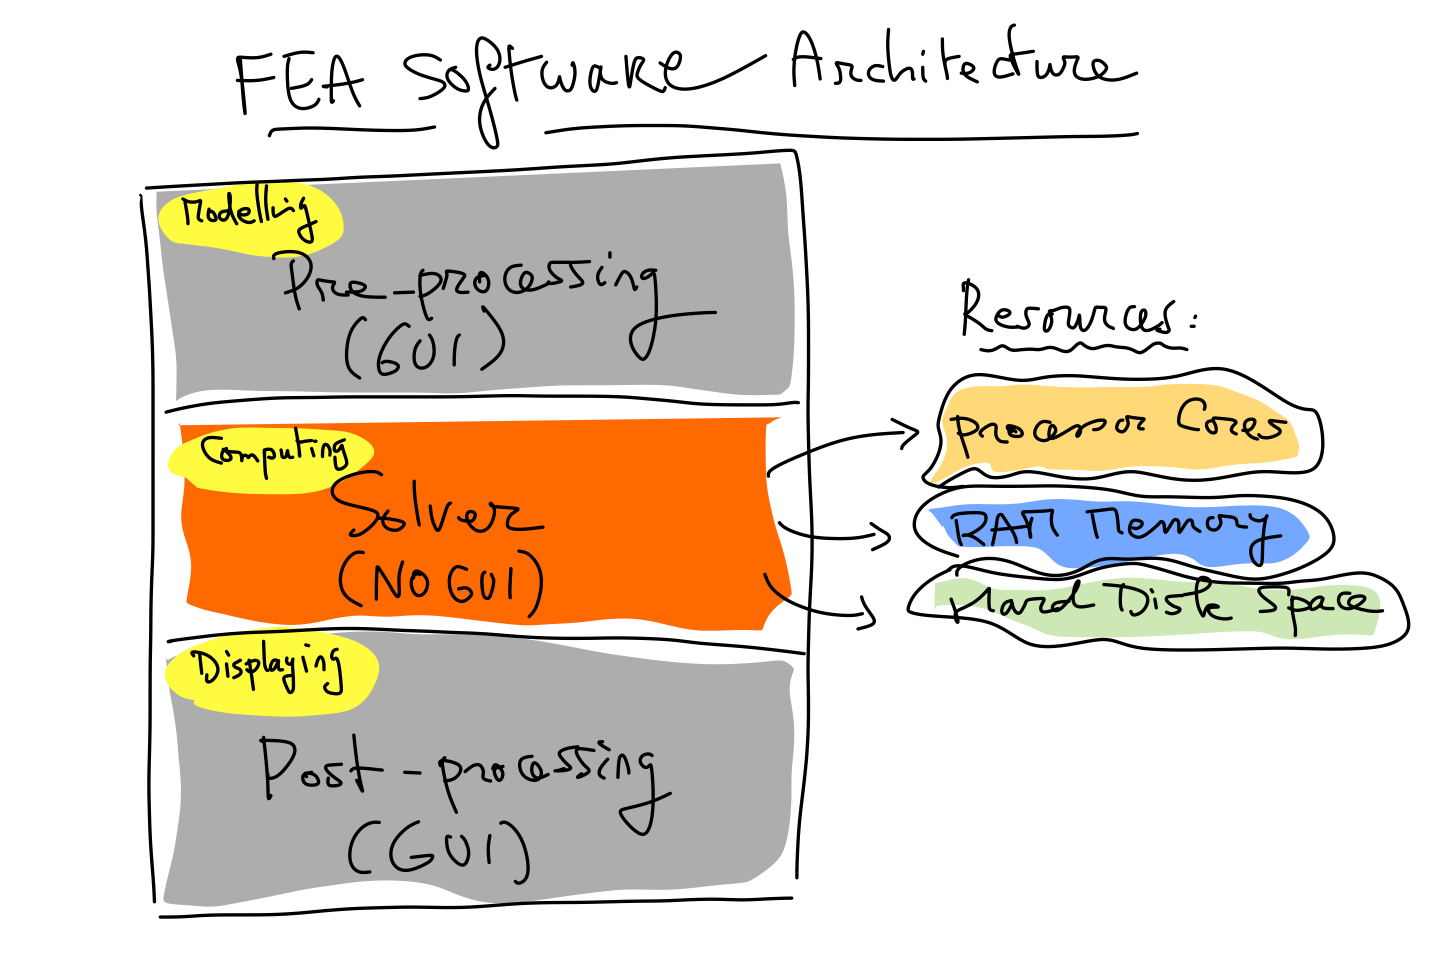 FEA Software Architecture
Modelling
Pre-processing
(GUI)
Computing
Solver
(NO GUI)
Displaying
Post-processing
(GUI)
Resources:
processor Cores
RAM Memory
Hard Disk Space